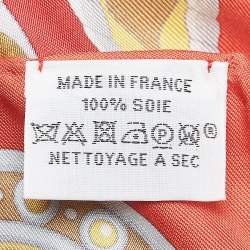 MADE IN FRANCE
100% SOIE
®
NETTOYAGE A SEC